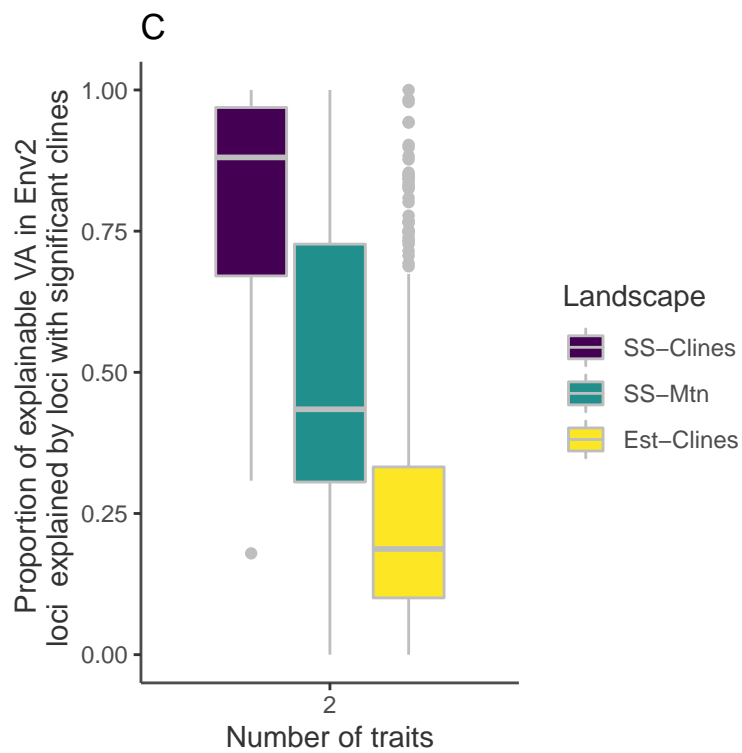 C
Proportion of explainable VA in Env2
loci  explained by loci with significant clines
1.00
0.75
0.50
0.25
0.00
2
Number of traits
Landscape
SS−Clines
SS−Mtn
Est−Clines